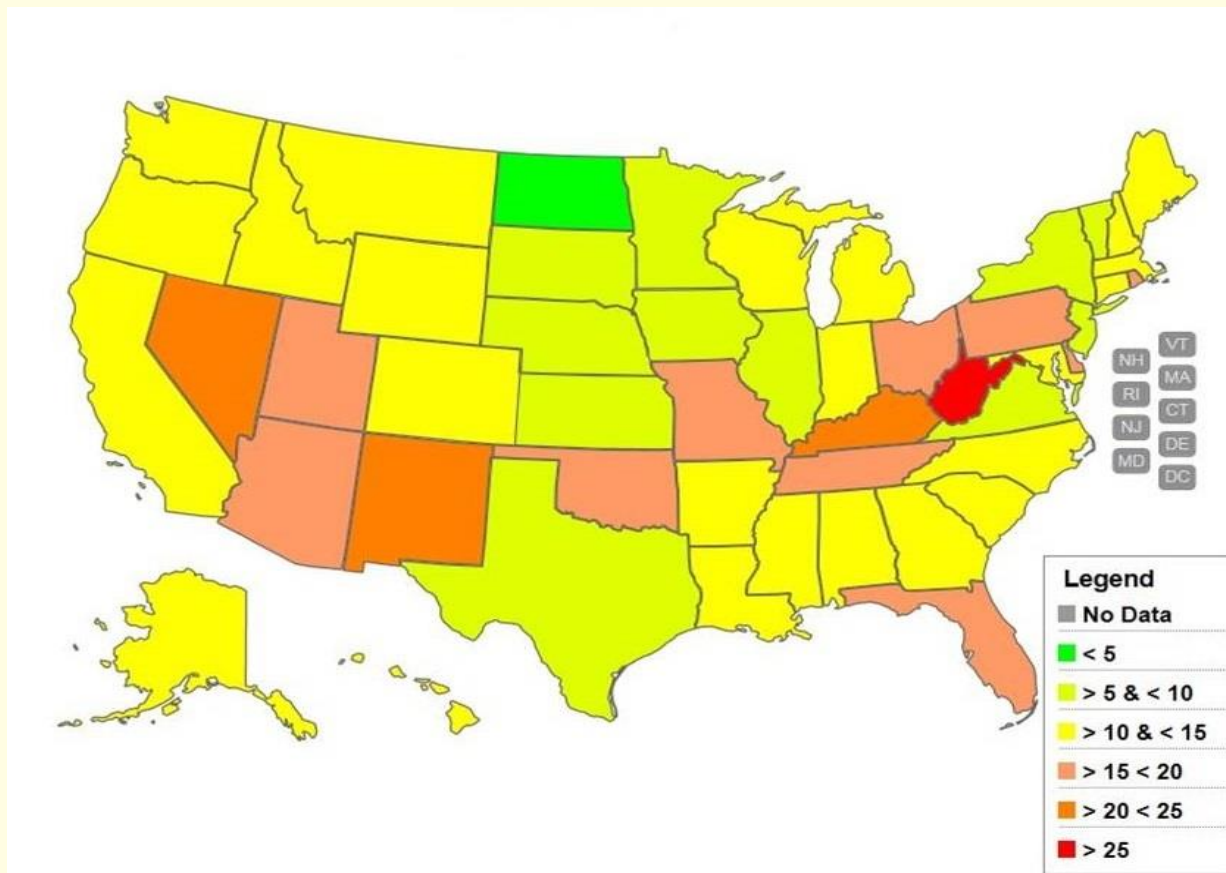 VT
NH
MA
RI
CT
NJ
DE
MD
DC
Legend
No Data
< 5
> 5 & < 10
> 10 & < 15
> 15 < 20
> 20 < 25
> 25